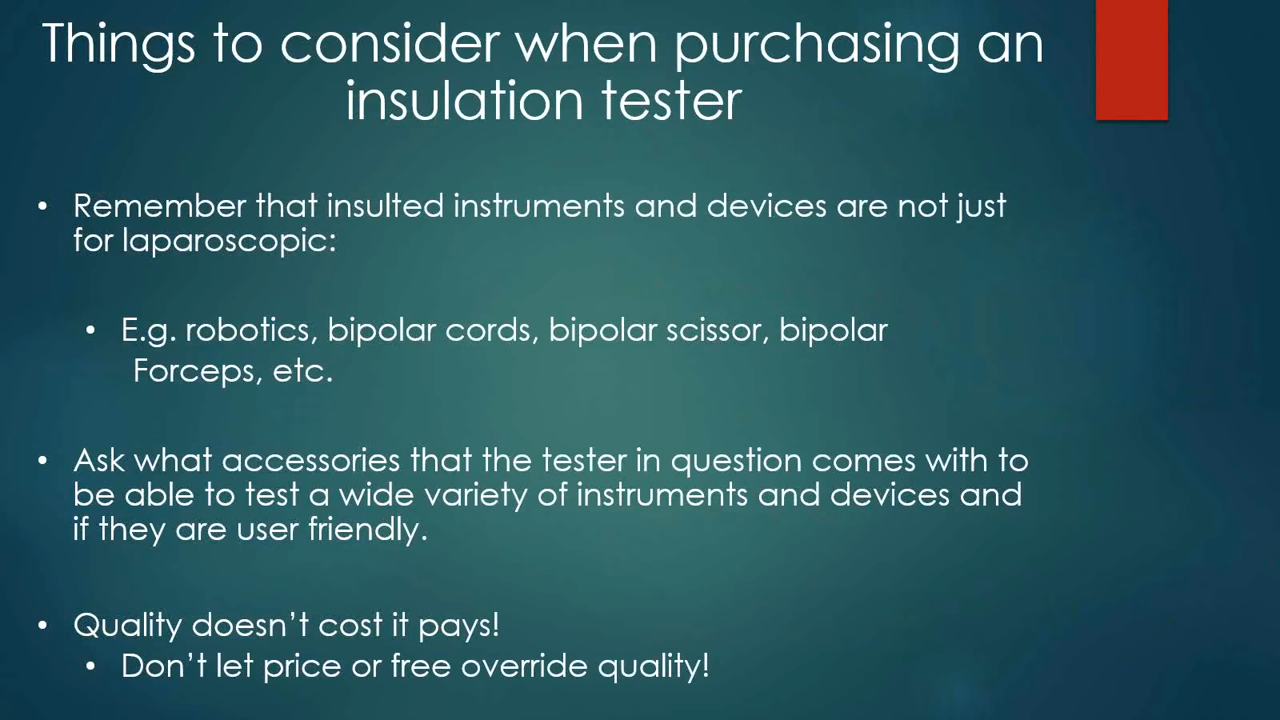 Things to consider when purchasing an
insulation tester
• Remember that insulted instruments and devices are not just
for laparoscopic:
• E.g. robotics, bipolar cords, bipolar scissor, bipolar
Forceps, etc.
• Ask what accessories that the tester in question comes with to
be able to test a wide variety of instruments and devices and
if they are user friendly.
• Quality doesn’t cost it pays!
• Don’t let price or free override quality!